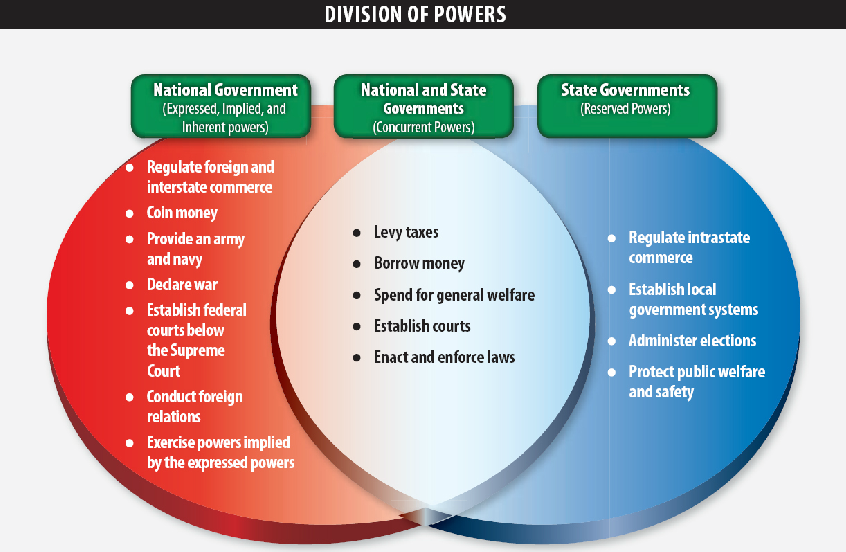 DIVISION OF POWERS
National Government
(Expressed, Implied, and
Inherent powers)
● Regulate foreign and
interstate commerce
● Coin money
● Provide an army
and navy
● Declare war
● Establish federal
courts below
the Supreme
Court
● Conduct foreign
relations
● Exercise powers implied
by the expressed powers
National and State
Governments
(Concurrent Powers)
● Levy taxes
● Borrow money
● Spend for general welfare
● Establish courts
● Enact and enforce laws
State Governments
(Reserved Powers)
● Regulate intrastate
commerce
● Establish local
government systems
● Administer elections
● Protect public welfare
and safety